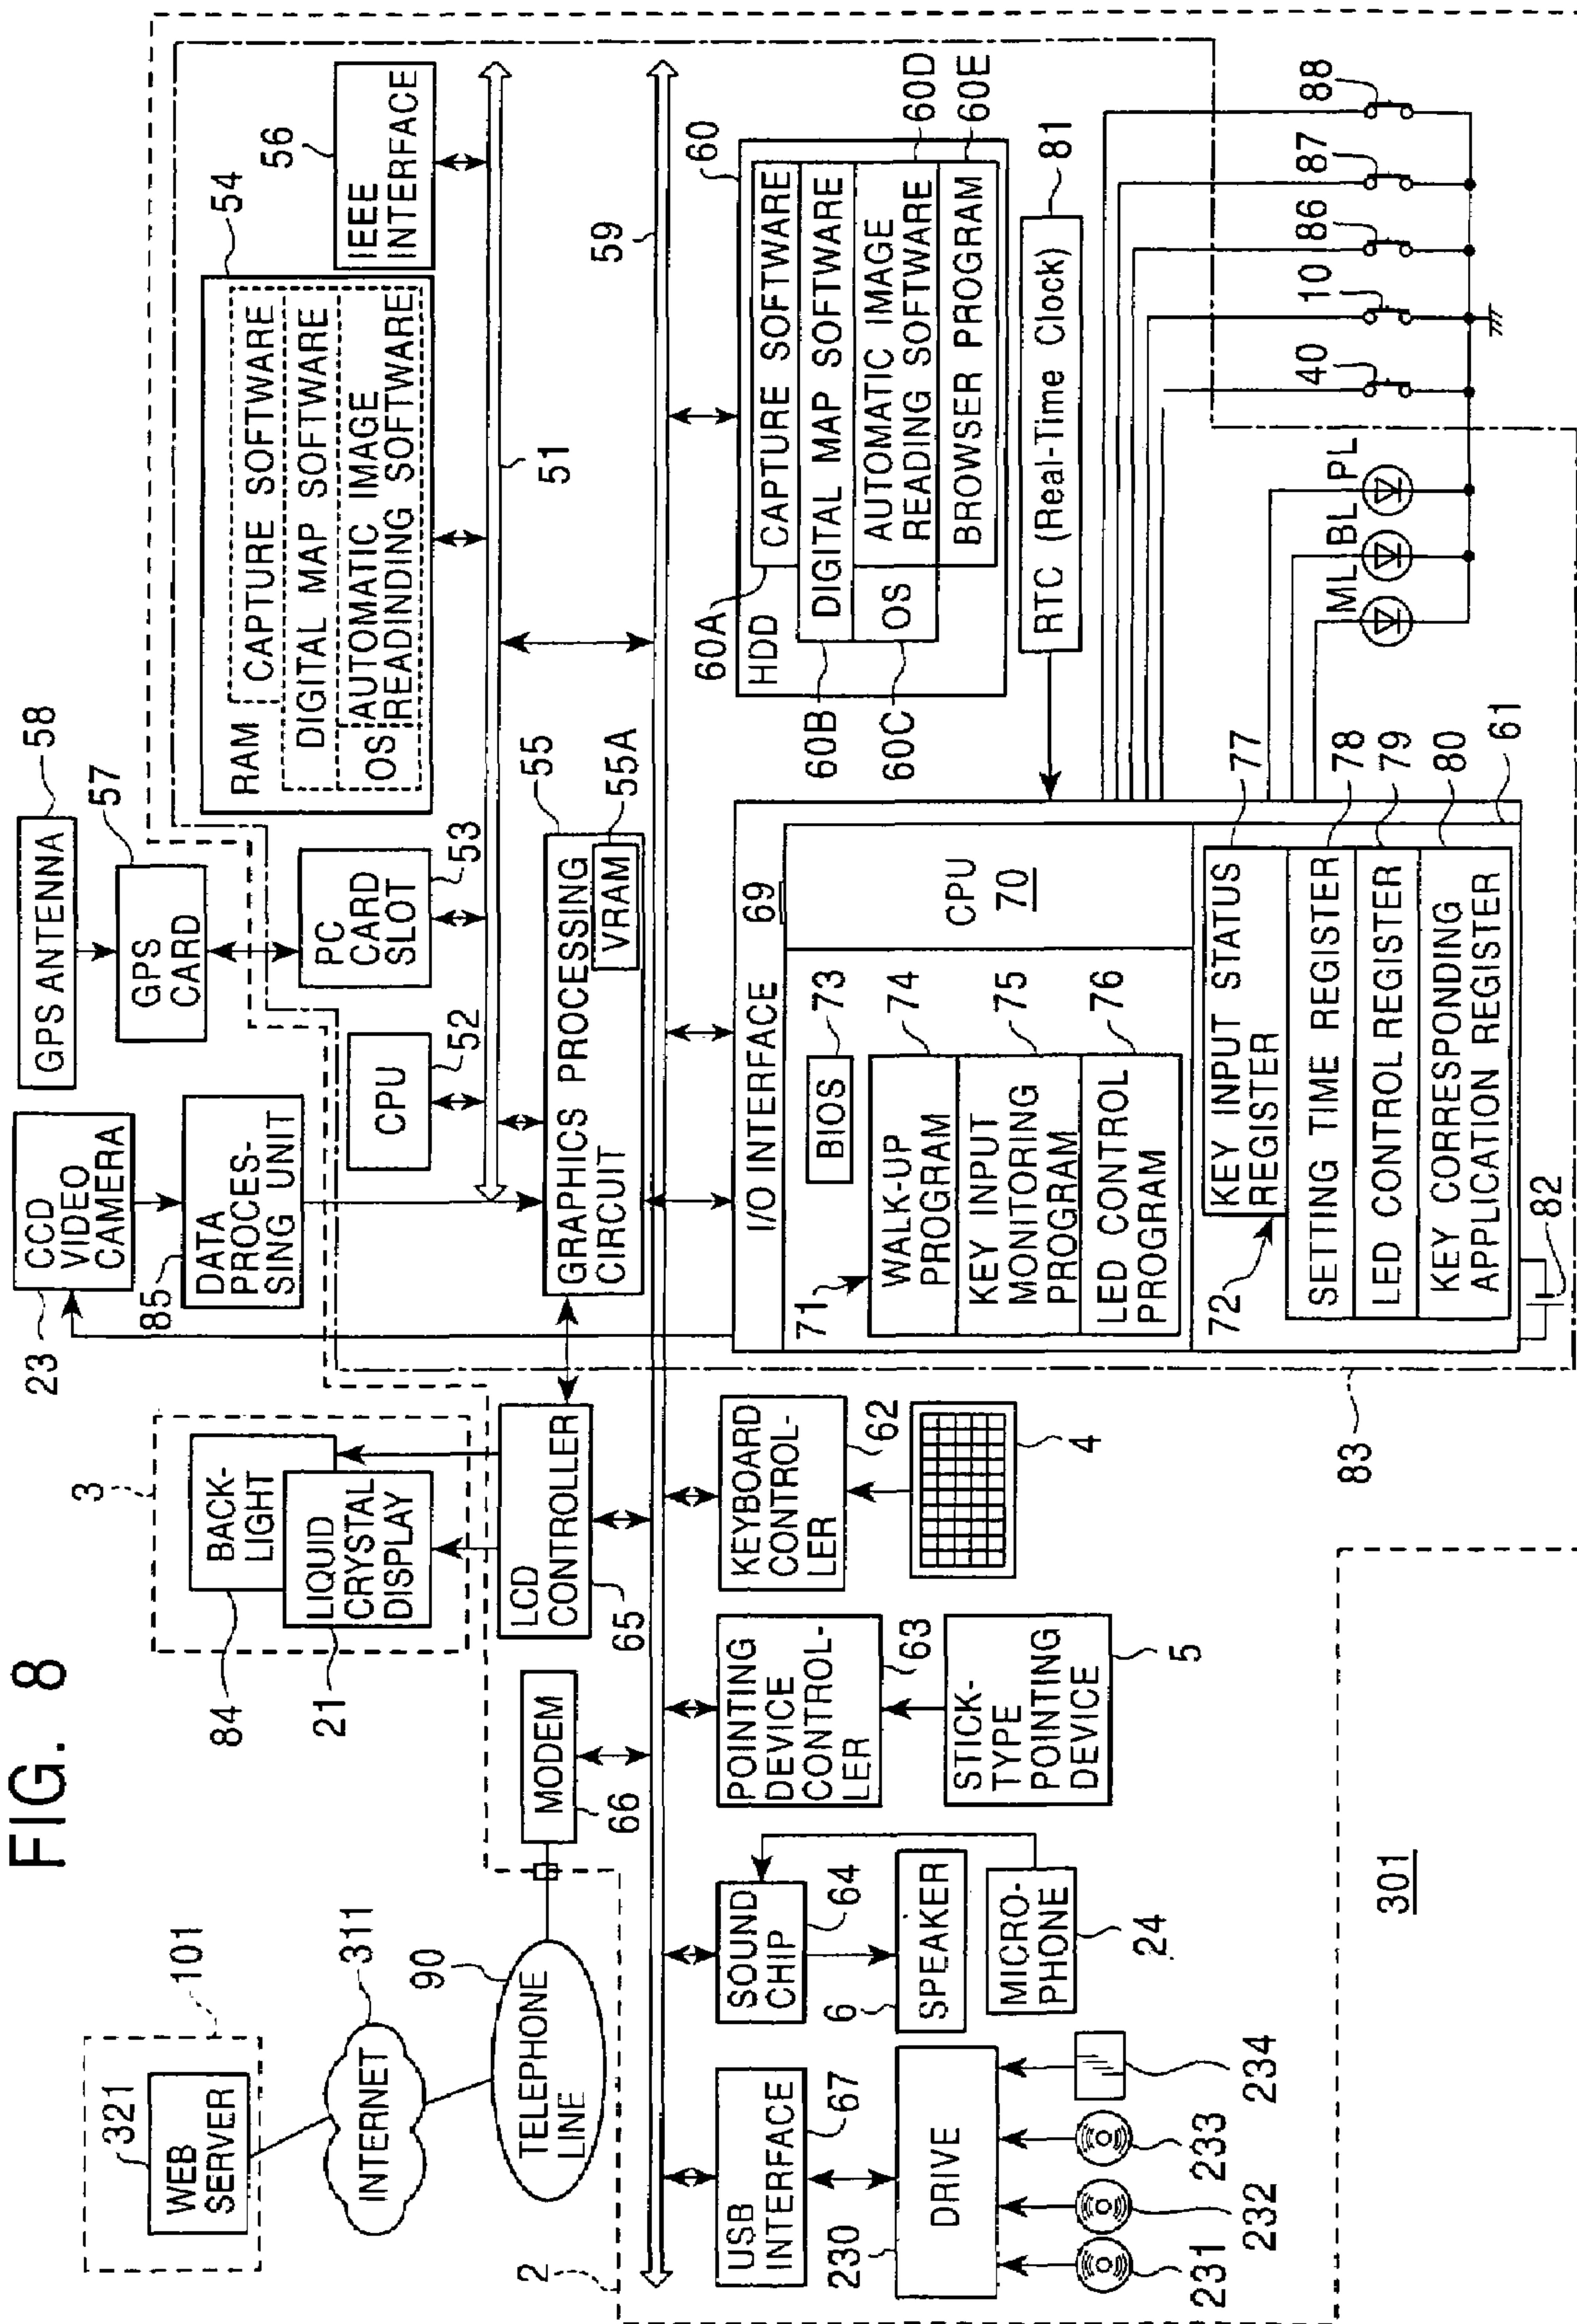 FIG. 8
101
321
WEB
SERVER
311
INTERNET
90
TELEPHONE
LINE
3
84
BACK-
LIGHT
21
LIQUID
CRYSTAL
DISPLAY
23
CCD
VIDEO
CAMERA
85
DATA
PROCES-
SING UNIT
GPS ANTENNA
58
GPS
CARD
57
PC
CARD
SLOT
53
CPU
52
54
RAM
CAPTURE SOFTWARE
DIGITAL MAP SOFTWARE
OS
AUTOMATIC IMAGE
READINDING SOFTWARE
56
IEEE
INTERFACE
51
2
MODEM
66
LCD
CONTROLLER
65
GRAPHICS PROCESSING
CIRCUIT
55
VRAM
55A
59
USB
INTERFACE
67
230
DRIVE
231
232
233
234
SOUND
CHIP
64
6
SPEAKER
MICRO-
PHONE
24
POINTING
DEVICE
CONTROL-
LER
63
STICK-
TYPE
POINTING
DEVICE
5
KEYBOARD
CONTROL-
LER
62
4
83
I/O INTERFACE
69
CPU
70
71
BIOS
73
WALK-UP
PROGRAM
74
KEY INPUT
MONITORING
PROGRAM
75
LED CONTROL
PROGRAM
76
72
KEY INPUT STATUS
REGISTER
77
SETTING TIME REGISTER
78
LED CONTROL REGISTER
79
KEY CORRESPONDING
APPLICATION REGISTER
80
61
82
60
HDD
60A
CAPTURE SOFTWARE
60B
DIGITAL MAP SOFTWARE
60C
OS
AUTOMATIC IMAGE
READING SOFTWARE
60D
BROWSER PROGRAM
60E
RTC (Real-Time Clock)
81
ML
BL
PL
40
10
86
87
88
301